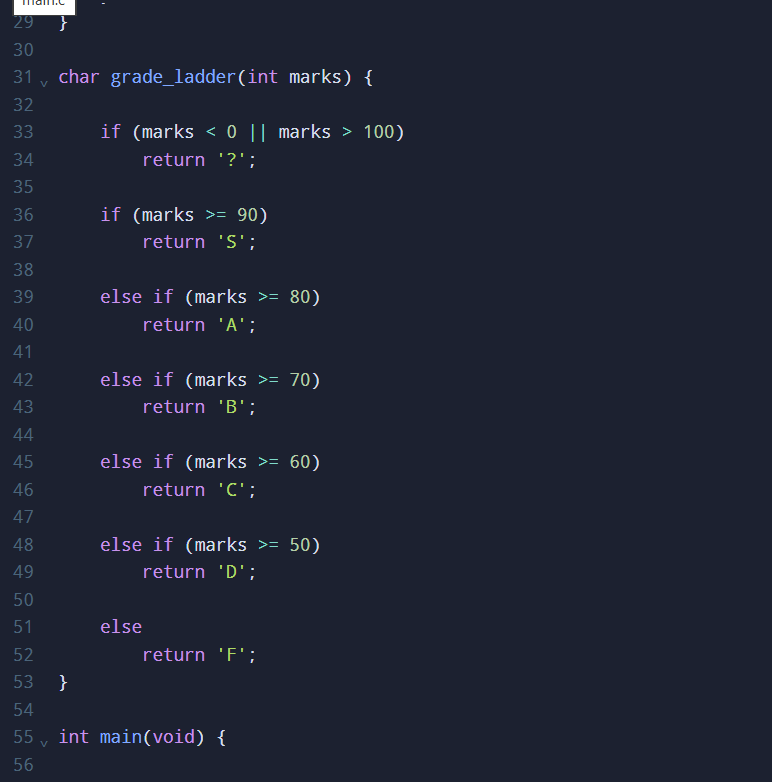 main.c
29 }
30
31 char grade_ladder(int marks) {
32
33 if (marks < 0 || marks > 100)
34 return '?';
35
36 if (marks >= 90)
37 return 'S';
38
39 else if (marks >= 80)
40 return 'A';
41
42 else if (marks >= 70)
43 return 'B';
44
45 else if (marks >= 60)
46 return 'C';
47
48 else if (marks >= 50)
49 return 'D';
50
51 else
52 return 'F';
53 }
54
55 int main(void) {
56